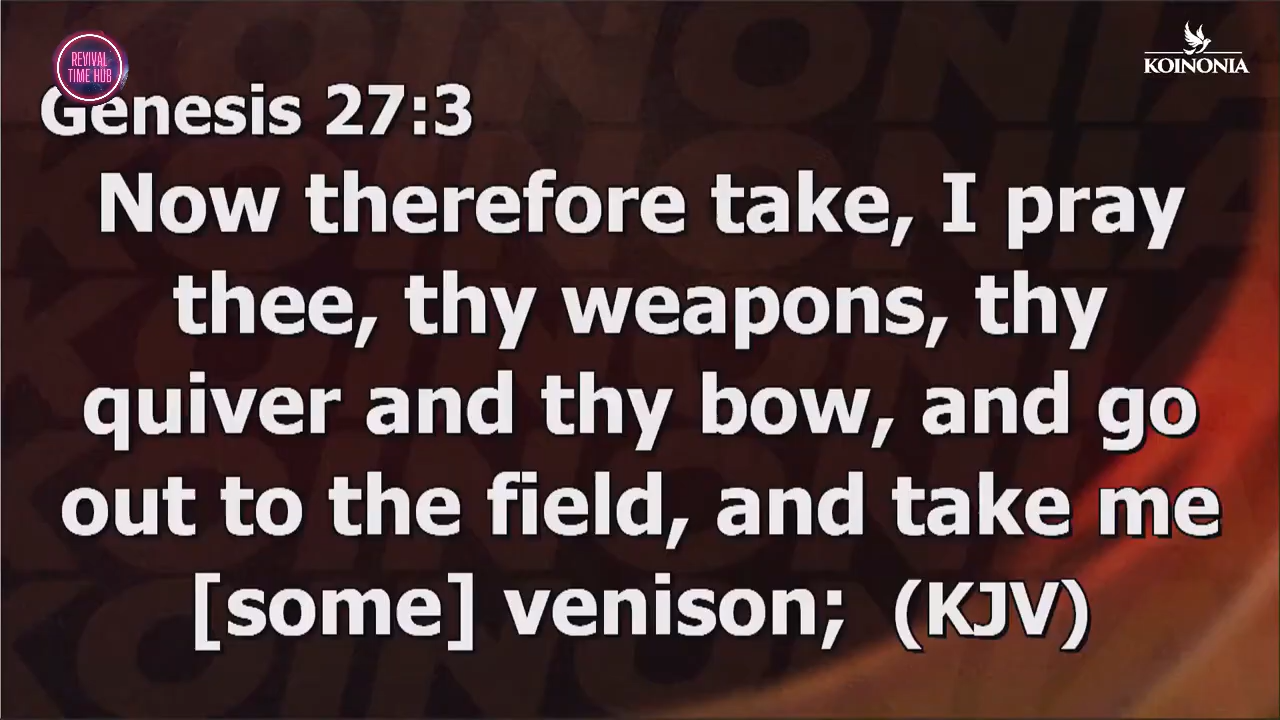 REVIVAL
TIME HUB
KOINONIA
Genesis 27:3
Now therefore take, I pray
thee, thy weapons, thy
quiver and thy bow, and go
out to the field, and take me
[some] venison; (KJV)